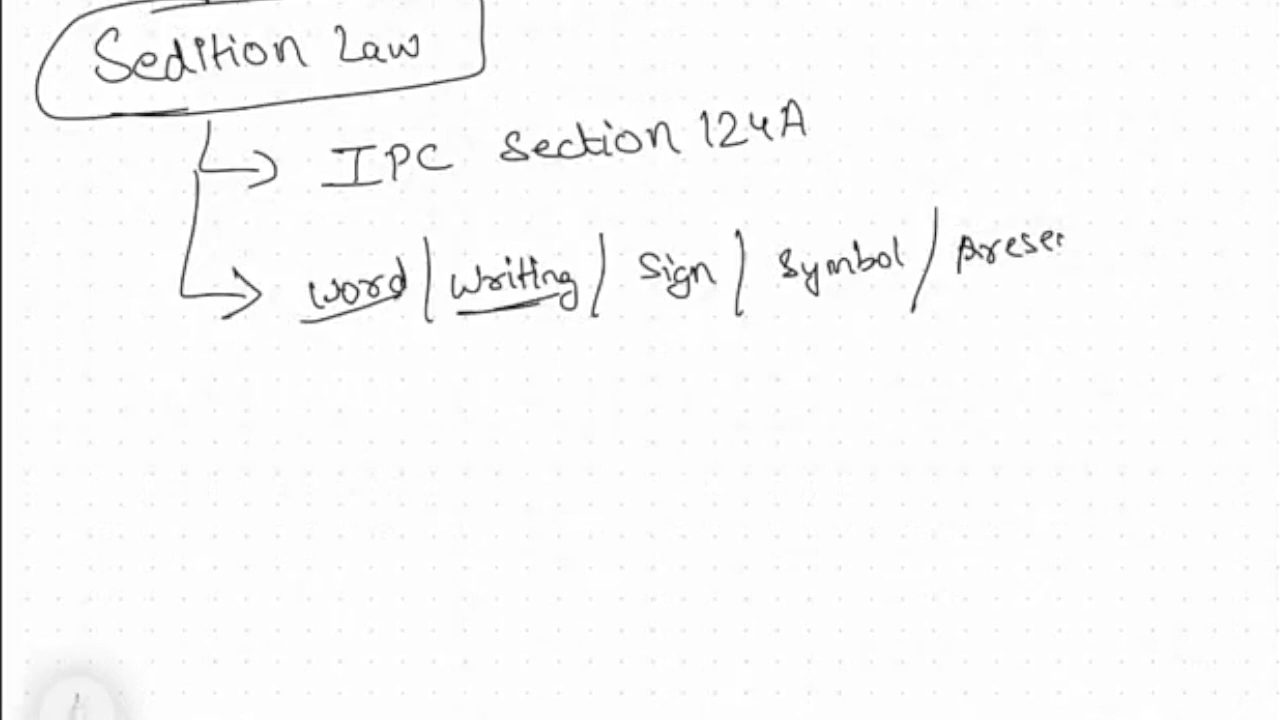 Sedition Law
IPC Section 124A
word / writing / Sign / Symbol /